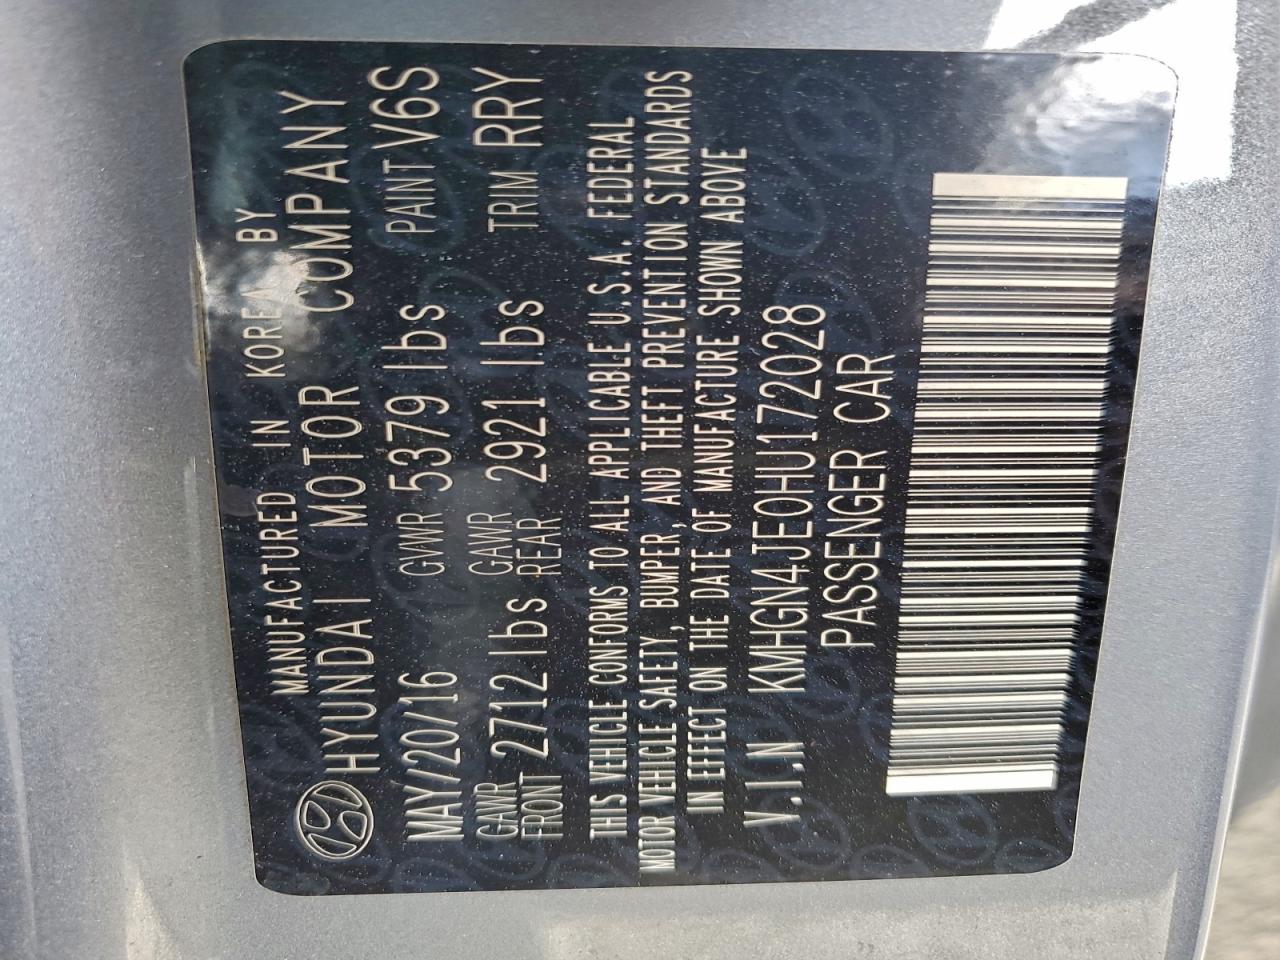 MANUFACTURED IN KOREA BY
HYUNDAI MOTOR COMPANY
MAY/20/16 GVWR 5379 lbs PAINT V6S
GAWR FRONT 2712 lbs GAWR REAR 2921 lbs TRIM RRY
THIS VEHICLE CONFORMS TO ALL APPLICABLE U.S.A. FEDERAL
MOTOR VEHICLE SAFETY, BUMPER, AND THEFT PREVENTION STANDARDS
IN EFFECT ON THE DATE OF MANUFACTURE SHOWN ABOVE
V.I.N KMHGN4JE0HU172028
PASSENGER CAR